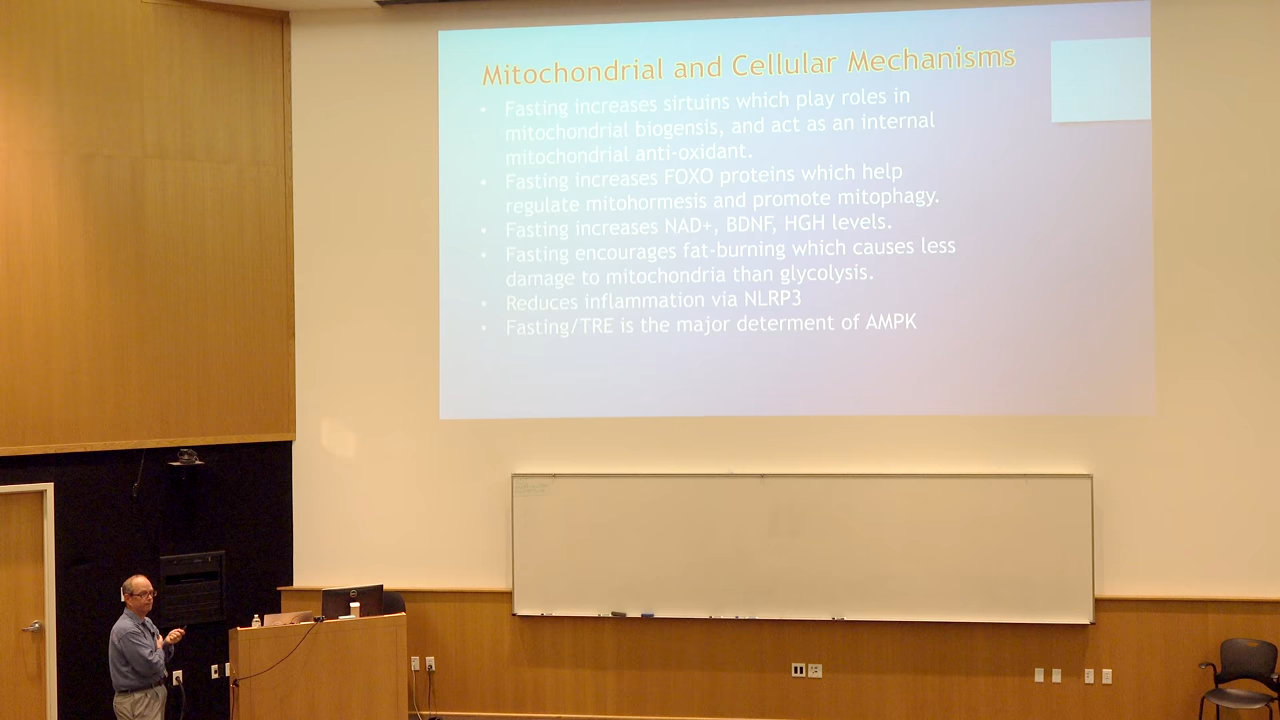 Mitochondrial and Cellular Mechanisms
• Fasting increases sirtuins which play roles in
mitochondrial biogensis, and act as an internal
mitochondrial anti-oxidant.
• Fasting increases FOXO proteins which help
regulate mitohormesis and promote mitophagy.
• Fasting increases NAD+, BDNF, HGH levels.
• Fasting encourages fat-burning which causes less
damage to mitochondria than glycolysis.
• Reduces inflammation via NLRP3
• Fasting/TRE is the major determent of AMPK